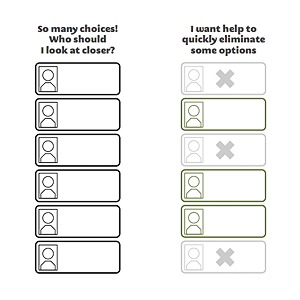 So many choices!
Who should
I look at closer?
I want help to
quickly eliminate
some options